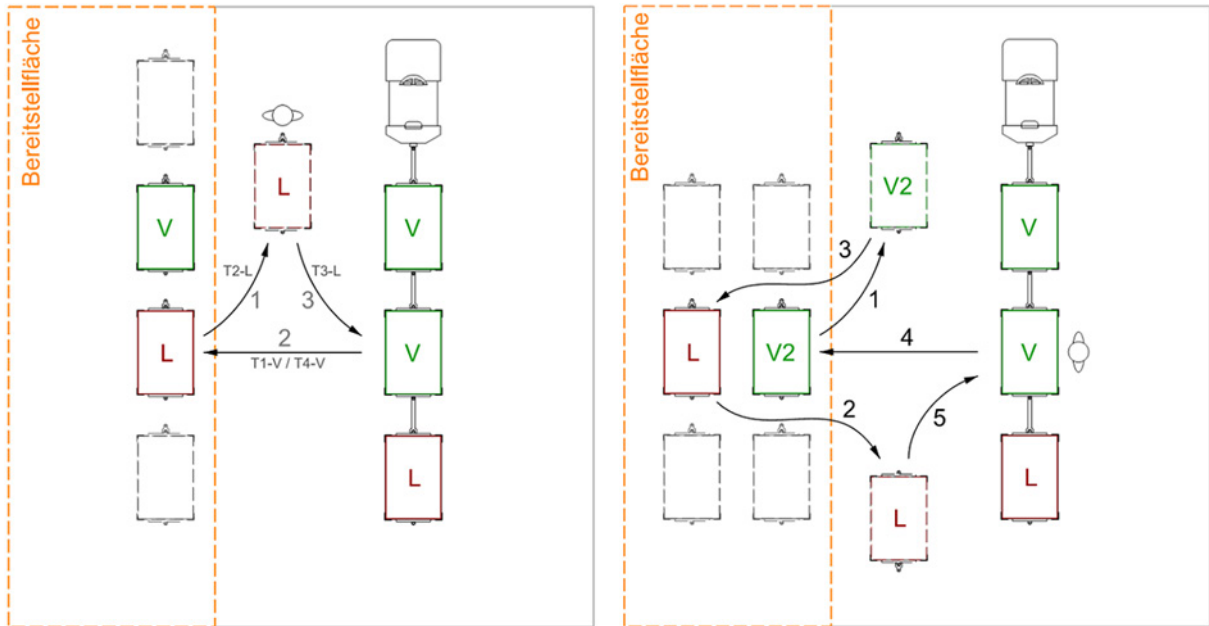 Bereitstellfläche
L
V
V
T2-L
T3-L
1
3
2
L
V
T1-V / T4-V
L
Bereitstellfläche
V2
V
3
1
L
V2
4
V
2
5
L
L